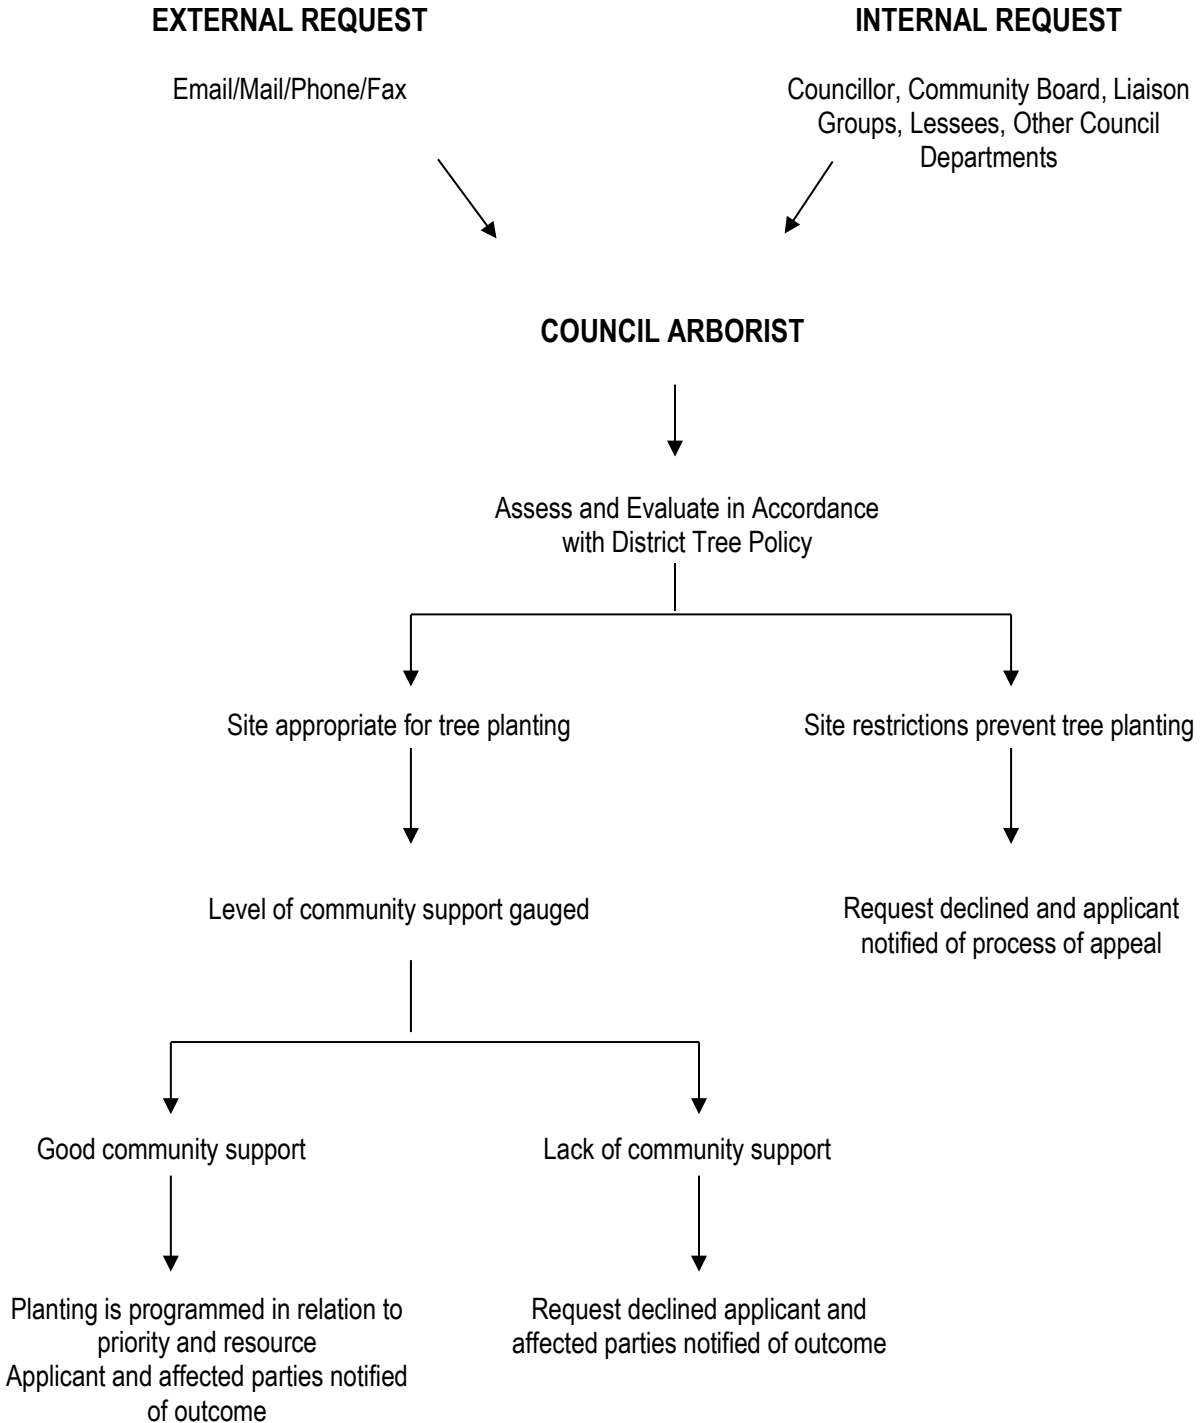 EXTERNAL REQUEST
INTERNAL REQUEST
Email/Mail/Phone/Fax
Councillor, Community Board, Liaison
Groups, Lessees, Other Council
Departments
COUNCIL ARBORIST
Assess and Evaluate in Accordance
with District Tree Policy
Site appropriate for tree planting
Site restrictions prevent tree planting
Level of community support gauged
Request declined and applicant
notified of process of appeal
Good community support
Lack of community support
Planting is programmed in relation to
priority and resource
Applicant and affected parties notified
of outcome
Request declined applicant and
affected parties notified of outcome